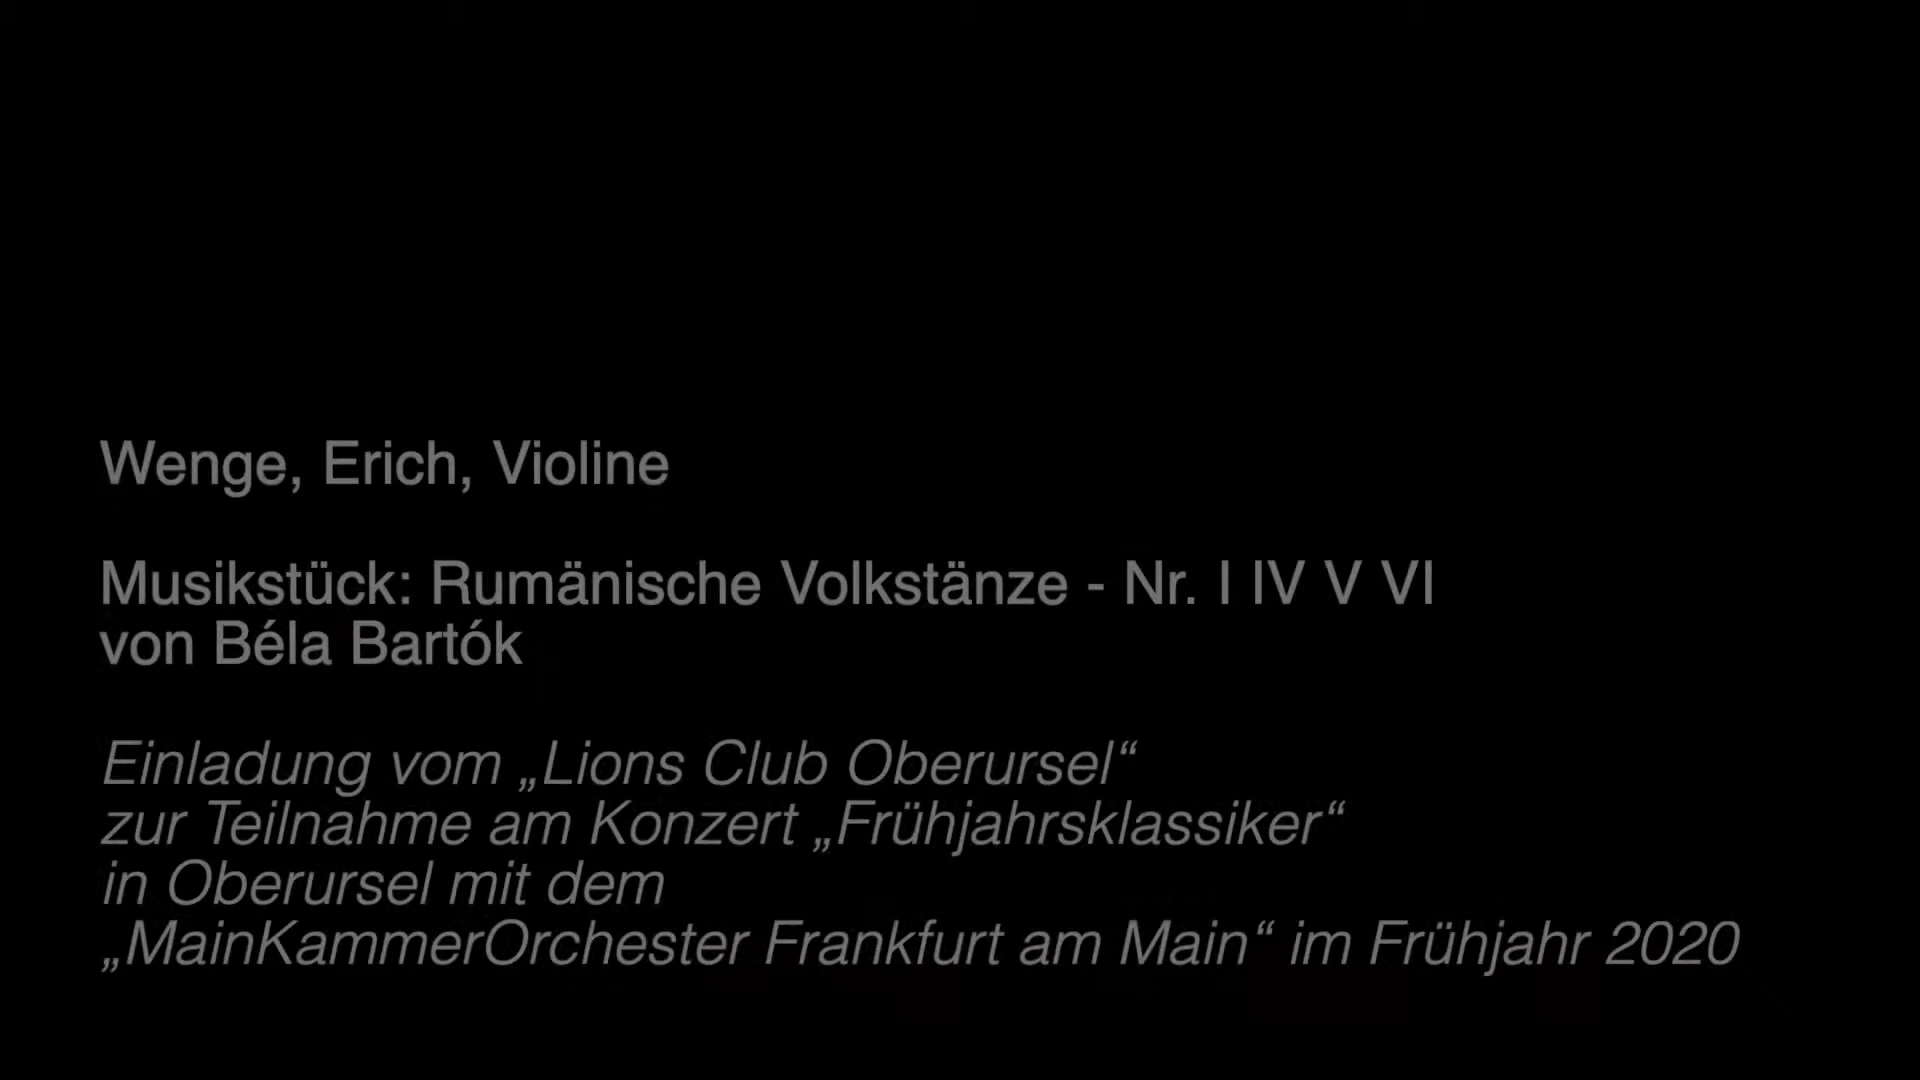 Wenge, Erich, Violine
Musikstück: Rumänische Volkstänze - Nr. I IV V VI
von Béla Bartók
Einladung vom „Lions Club Oberursel“
zur Teilnahme am Konzert „Frühjahrsklassiker“
in Oberursel mit dem
„MainKammerOrchester Frankfurt am Main“ im Frühjahr 2020